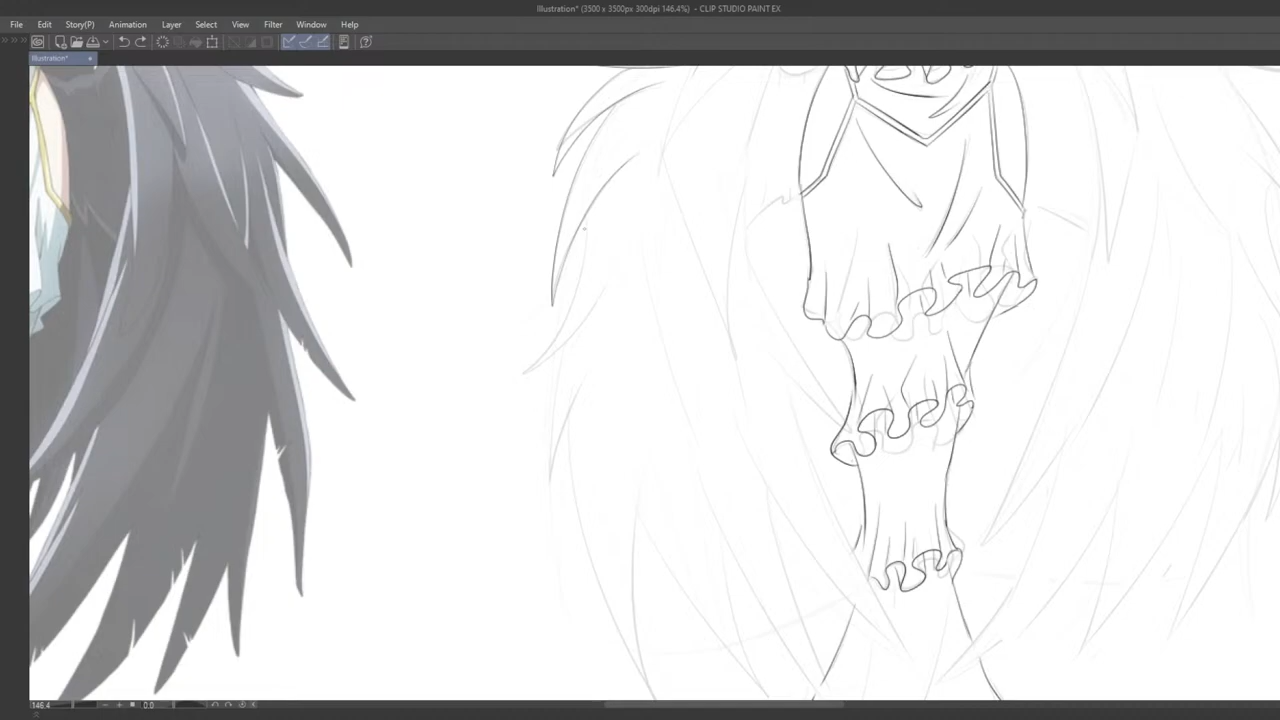 Illustration* (3500 x 3500px 300dpi 146.4%) - CLIP STUDIO PAINT EX
File Edit Story(P) Animation Layer Select View Filter Window Help
Illustration*
146.4 0.0